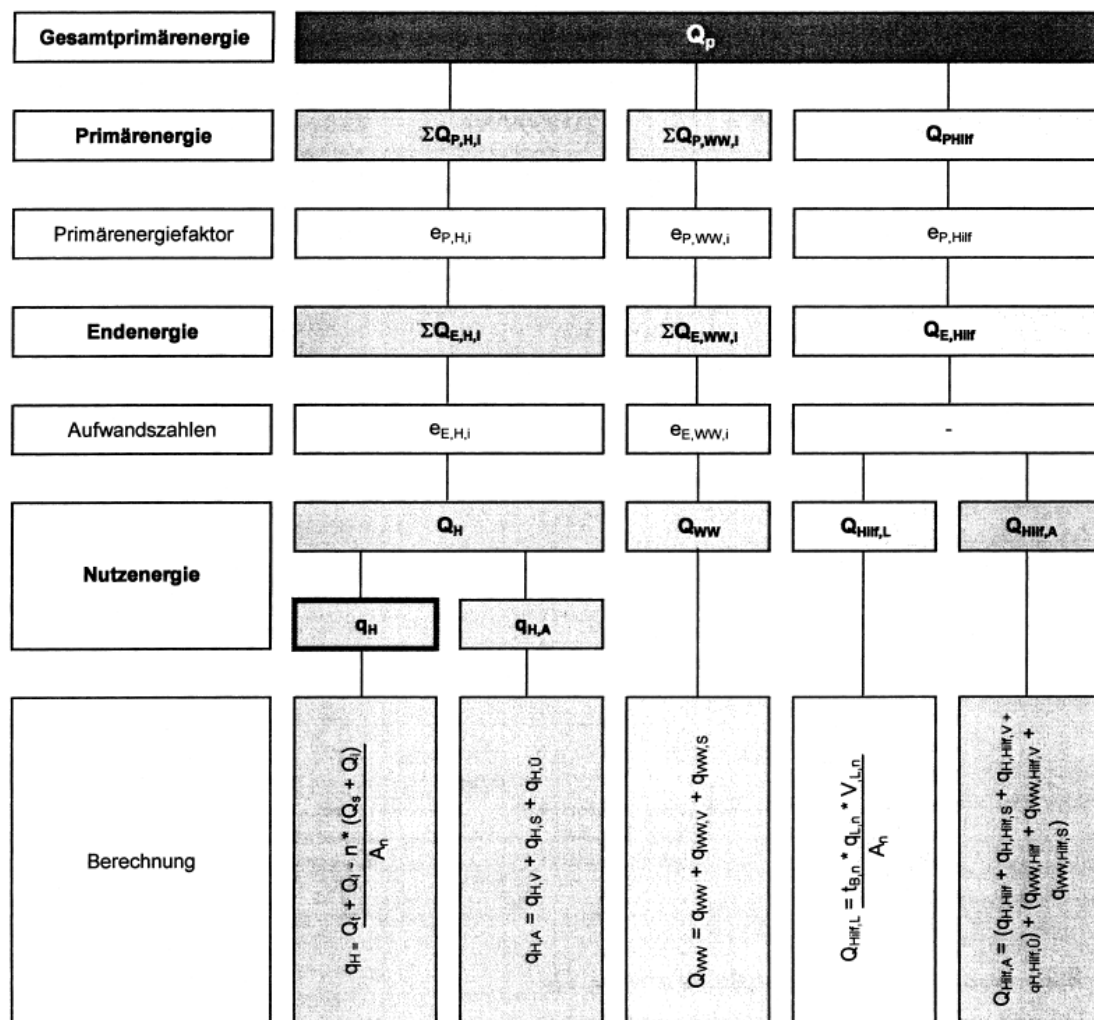 Gesamtprimärenergie
Qp
Primärenergie
ΣQP,H,i
ΣQP,WW,i
QPHilf
Primärenergiefaktor
eP,H,i
eP,WW,i
eP,Hilf
Endenergie
ΣQE,H,i
ΣQE,WW,i
QE,Hilf
Aufwandszahlen
eE,H,i
eE,WW,i
-
Nutzenergie
QH
QWW
QHilf,L
QHilf,A
qH
qH,A
Berechnung
qH = Qt + Ql - n* (Qs + Qi)
An
qH,A = qH,V + qH,S + qH,Ü
QWW = qWW + qWW,V + qWW,S
QHilf,L = tB,n * qL,n * V,L,n
An
QHilf,A = (qH,Hilf + qH,Hilf,S + qH,Hilf,V +
qH,Hilf,Ü) + (qWW,Hilf + qWW,Hilf,V +
qWW,Hilf,S)